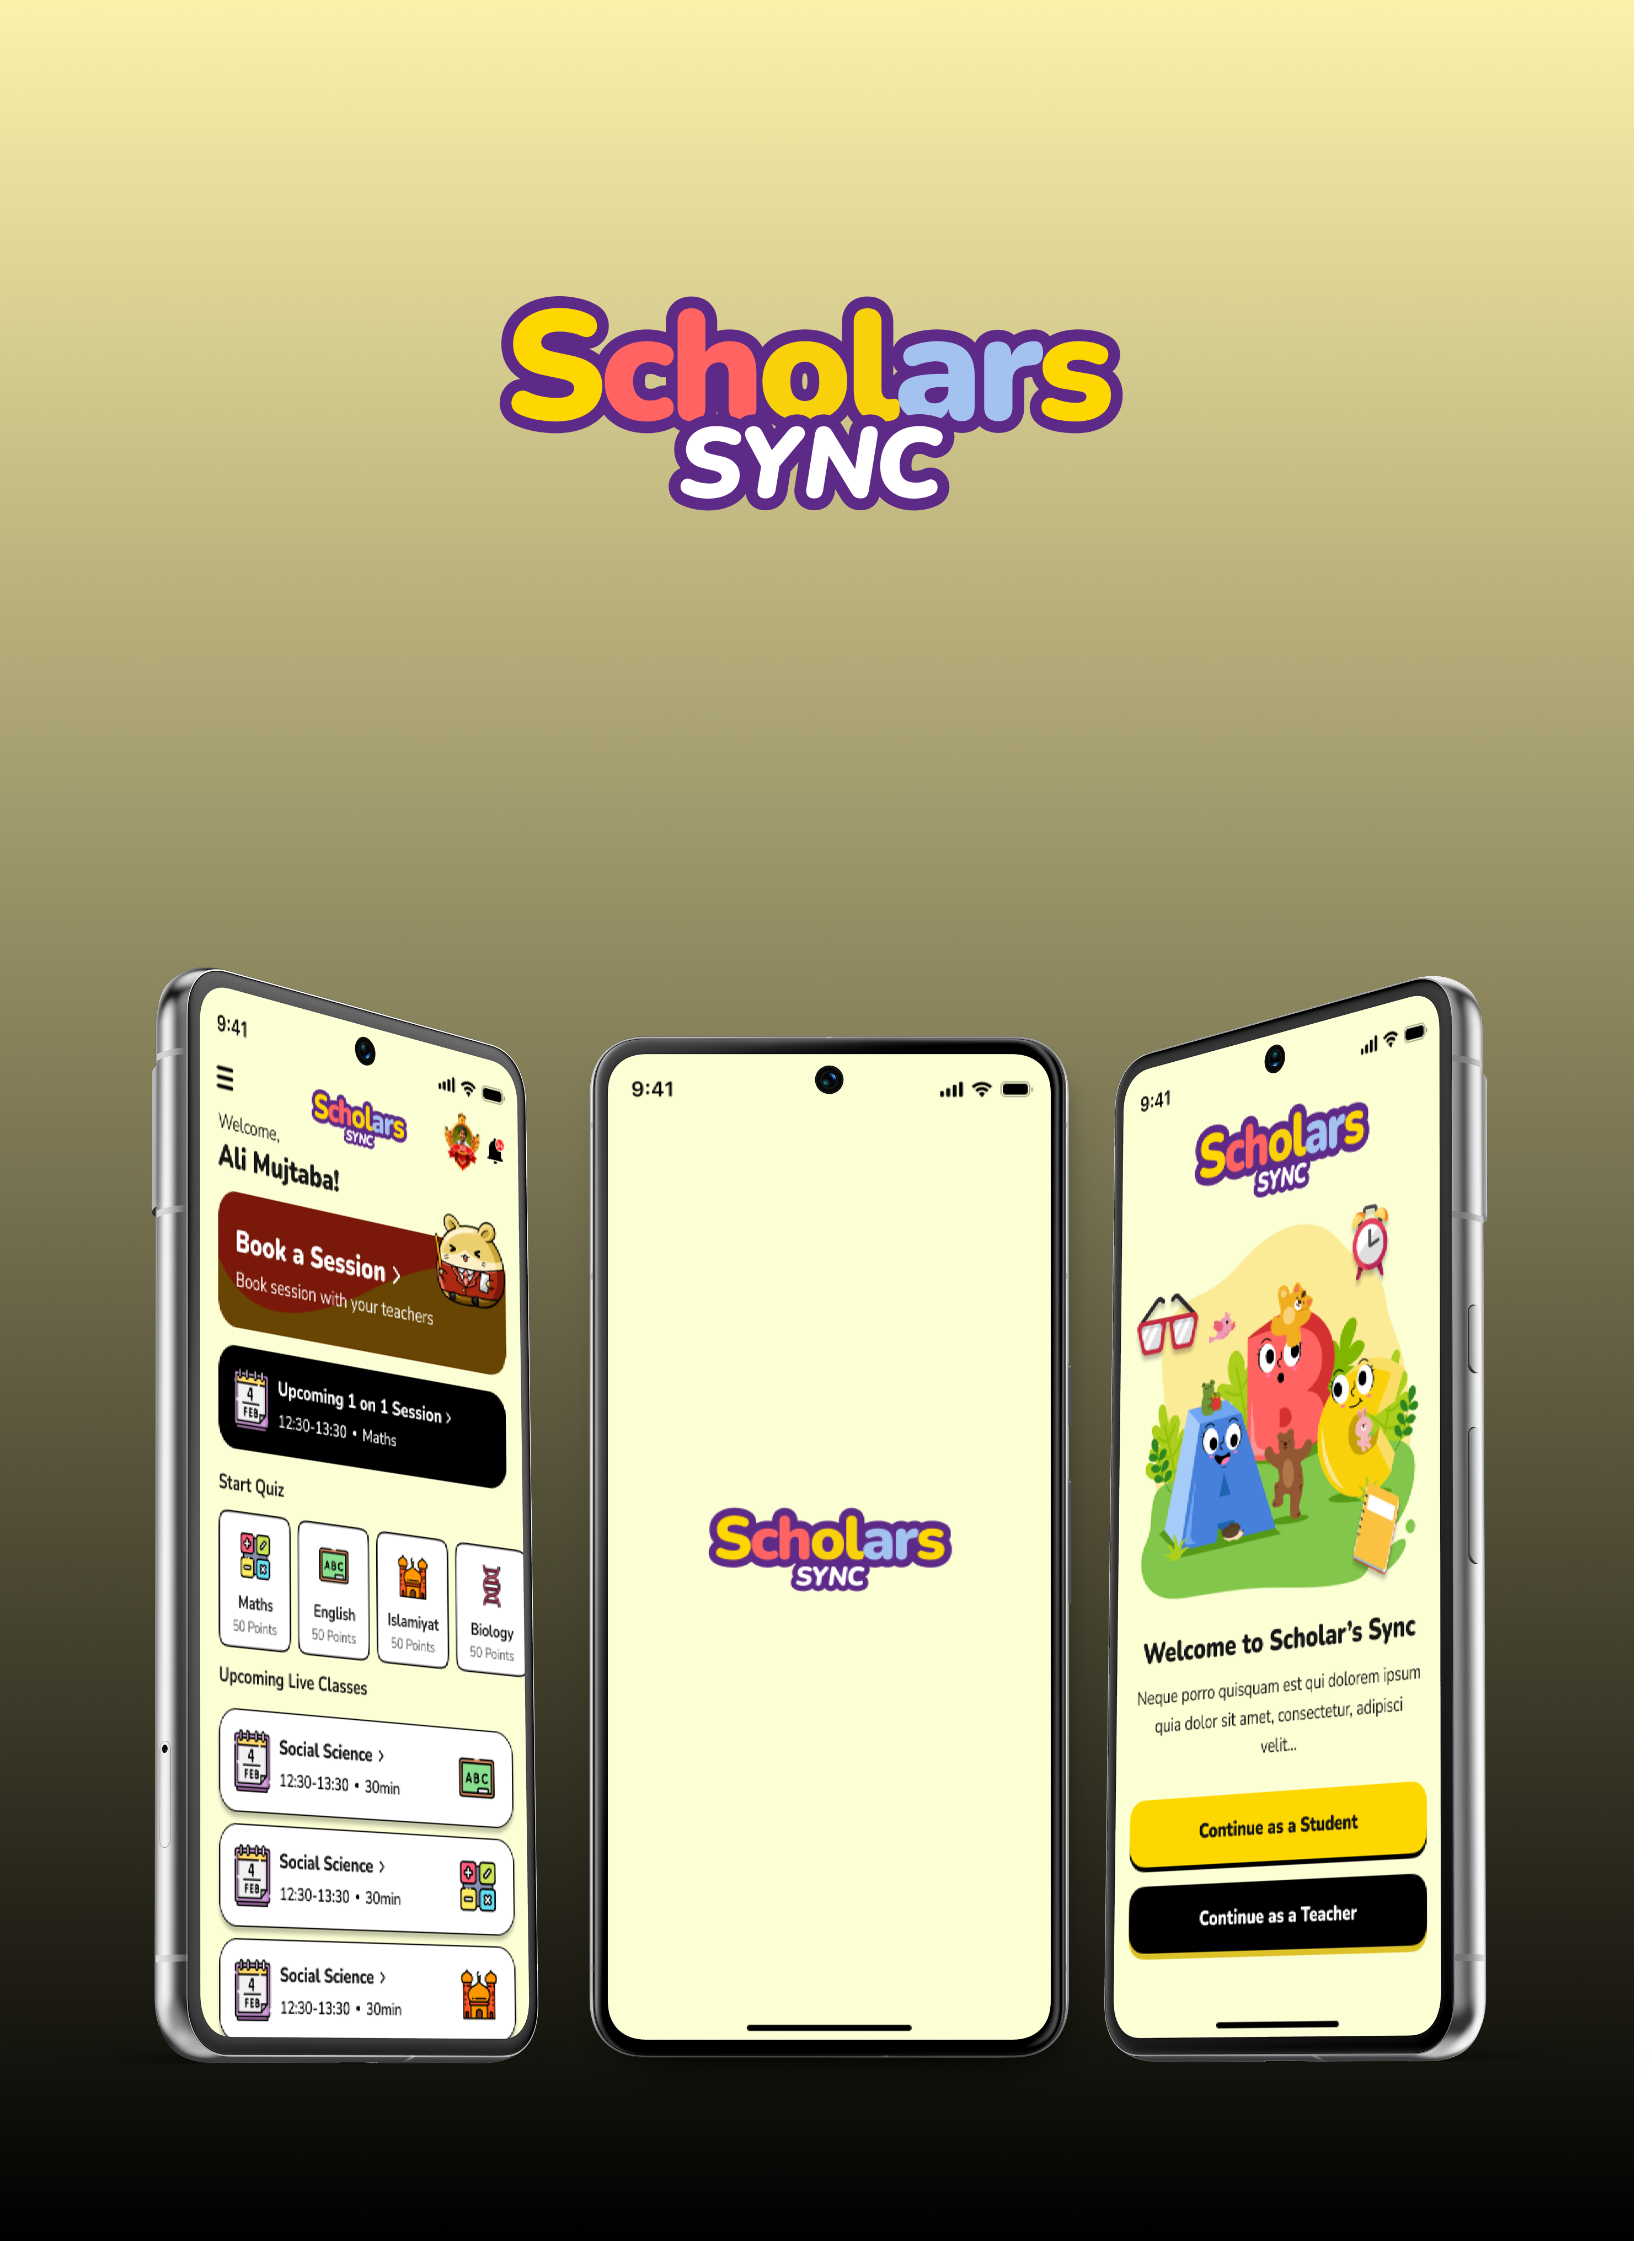 Scholars
SYNC
9:41
Scholars
SYNC
Welcome,
Ali Mujtaba!
Book a Session >
Book session with your teachers
4
FEB
Upcoming 1 on 1 Session >
12:30-13:30 • Maths
Start Quiz
Maths
50 Points
ABC
English
50 Points
Islamiyat
50 Points
Biology
50 Points
Upcoming Live Classes
4
FEB
Social Science >
12:30-13:30 • 30min
ABC
4
FEB
Social Science >
12:30-13:30 • 30min
4
FEB
Social Science >
12:30-13:30 • 30min
9:41
Scholars
SYNC
9:41
Scholars
SYNC
A
B
C
Welcome to Scholar’s Sync
Neque porro quisquam est qui dolorem ipsum
quia dolor sit amet, consectetur, adipisci
velit...
Continue as a Student
Continue as a Teacher